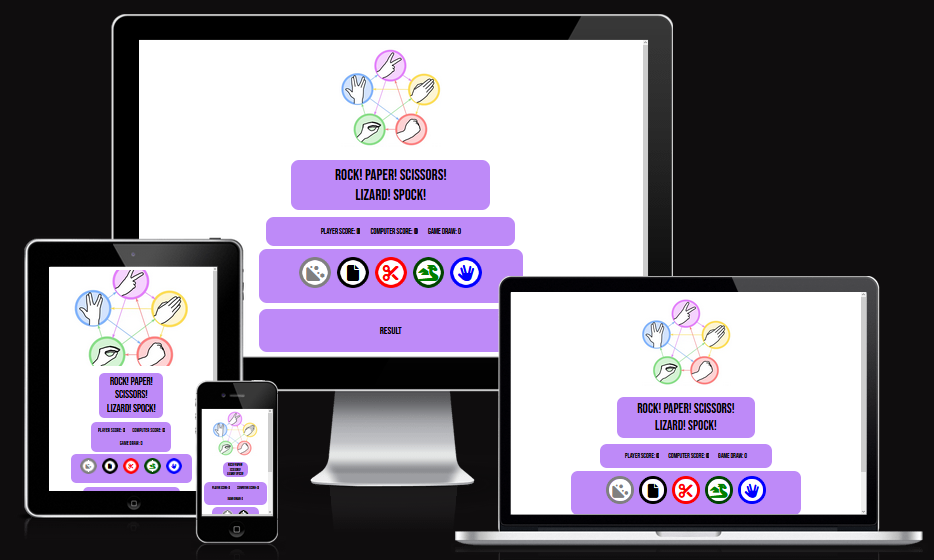 ROCK! PAPER! SCISSORS!
LIZARD! SPOCK!
PLAYER SCORE: 0 COMPUTER SCORE: 0 GAME DRAW: 0
RESULT
ROCK! PAPER!
SCISSORS!
LIZARD! SPOCK!
PLAYER SCORE: 0 COMPUTER SCORE: 0
GAME DRAW: 0
ROCK! PAPER!
SCISSORS!
LIZARD! SPOCK!
PLAYER SCORE: 0 COMPUTER SCORE: 0
GAME DRAW: 0
ROCK! PAPER! SCISSORS!
LIZARD! SPOCK!
PLAYER SCORE: 0 COMPUTER SCORE: 0 GAME DRAW: 0